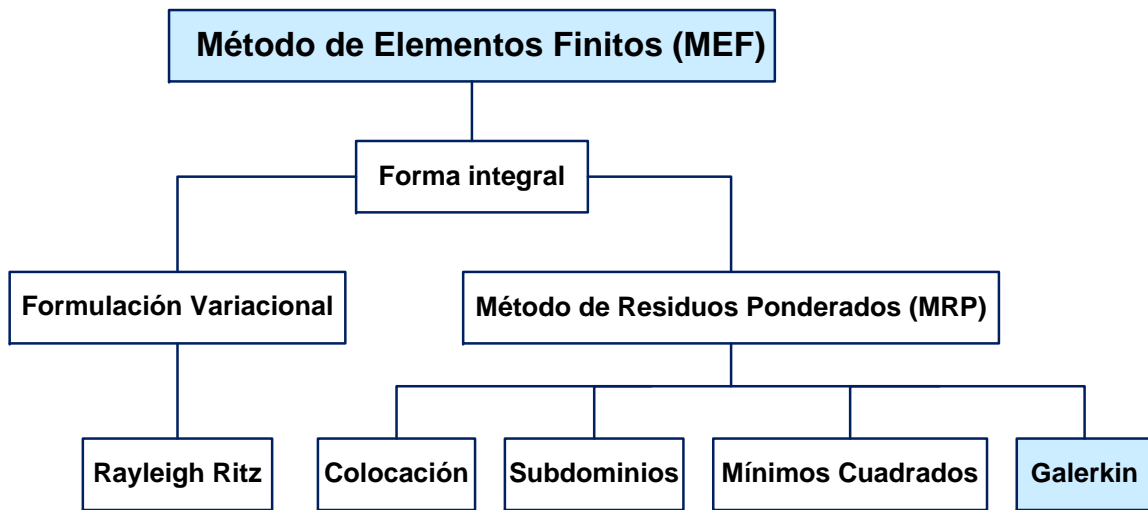 Método de Elementos Finitos (MEF)
Forma integral
Formulación Variacional
Método de Residuos Ponderados (MRP)
Rayleigh Ritz
Colocación
Subdominios
Mínimos Cuadrados
Galerkin